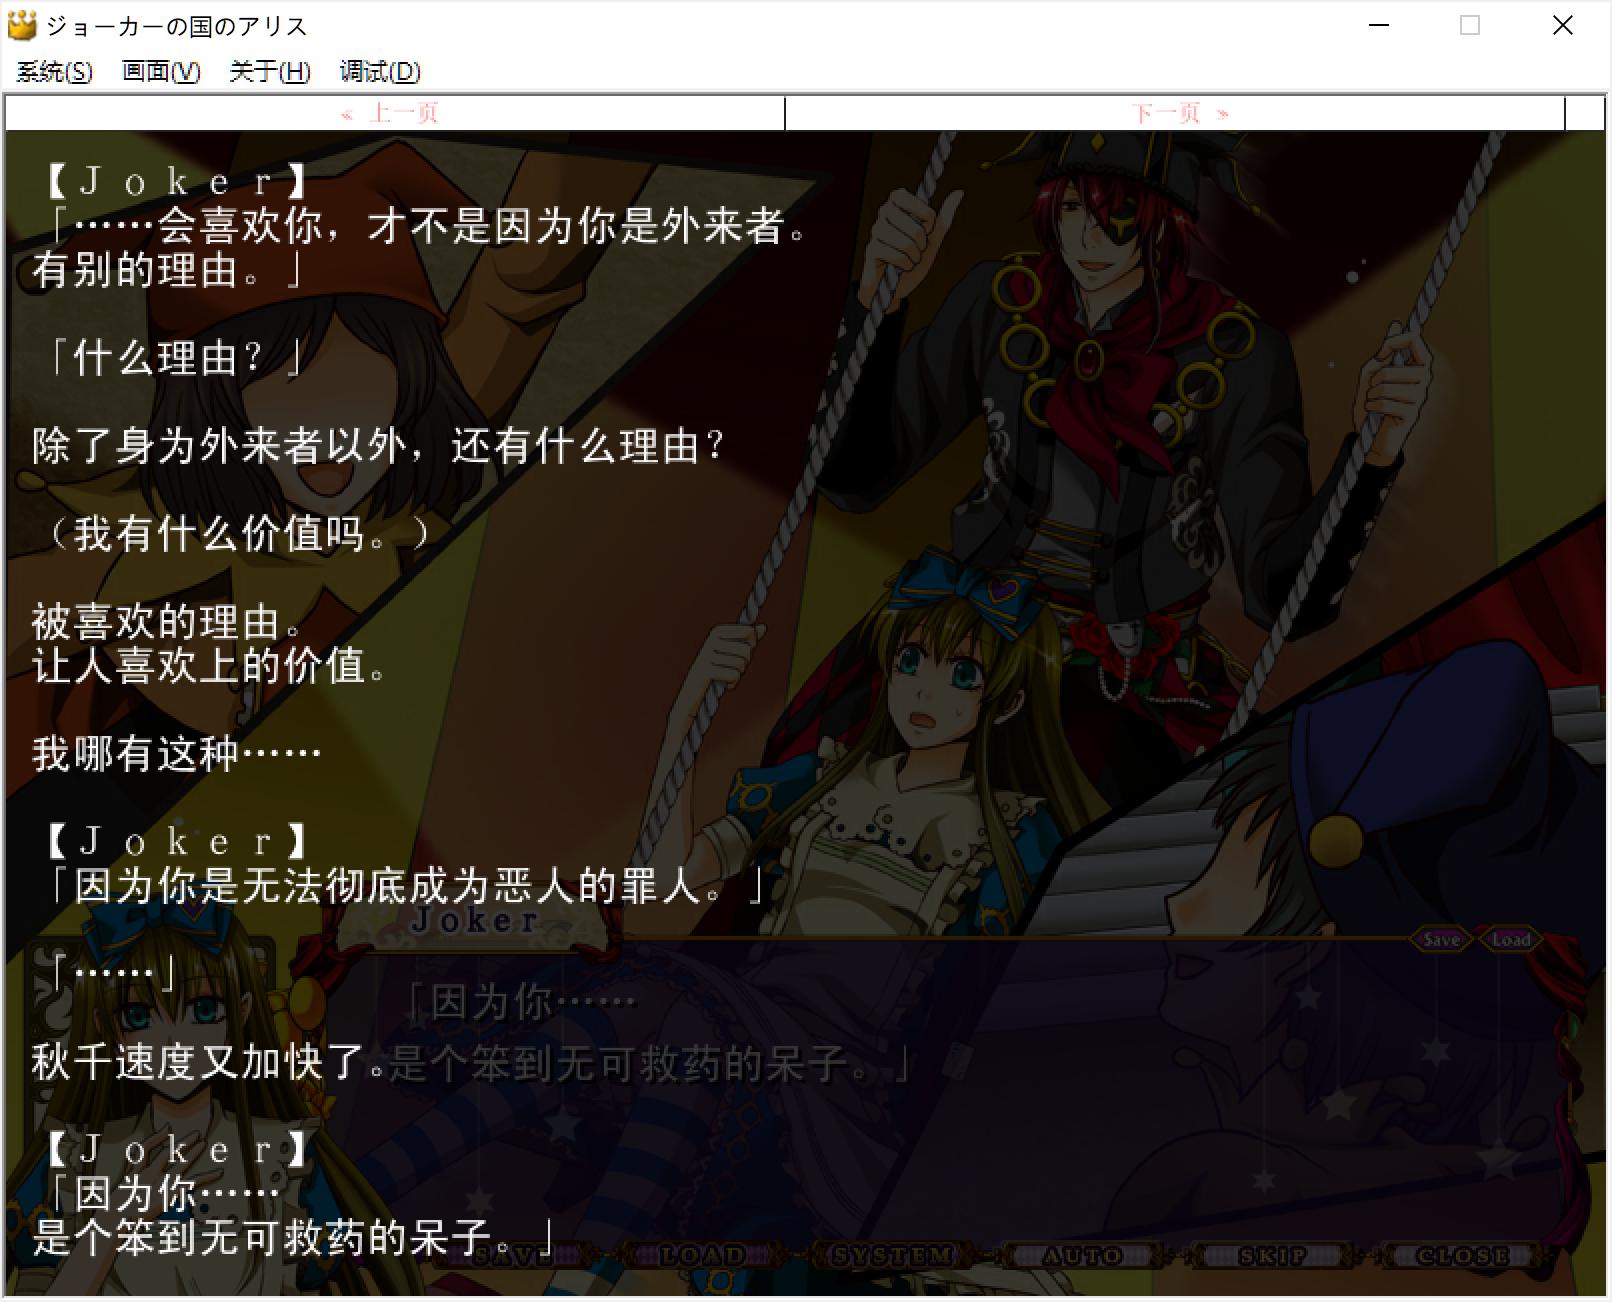 ジョーカーの国のアリス
系统(S) 画面(V) 关于(H) 调试(D)
« 上一页 下一页 »
【Ｊｏｋｅｒ】
「……会喜欢你，才不是因为你是外来者。
有别的理由。」
「什么理由？」
除了身为外来者以外，还有什么理由？
（我有什么价值吗。）
被喜欢的理由。
让人喜欢上的价值。
我哪有这种……
【Ｊｏｋｅｒ】
「因为你是无法彻底成为恶人的罪人。」
Joker
Save Load
「……」
「因为你……
秋千速度又加快了。
是个笨到无可救药的呆子。」
【Ｊｏｋｅｒ】
「因为你……
是个笨到无可救药的呆子。」
SAVE LOAD SYSTEM AUTO SKIP CLOSE